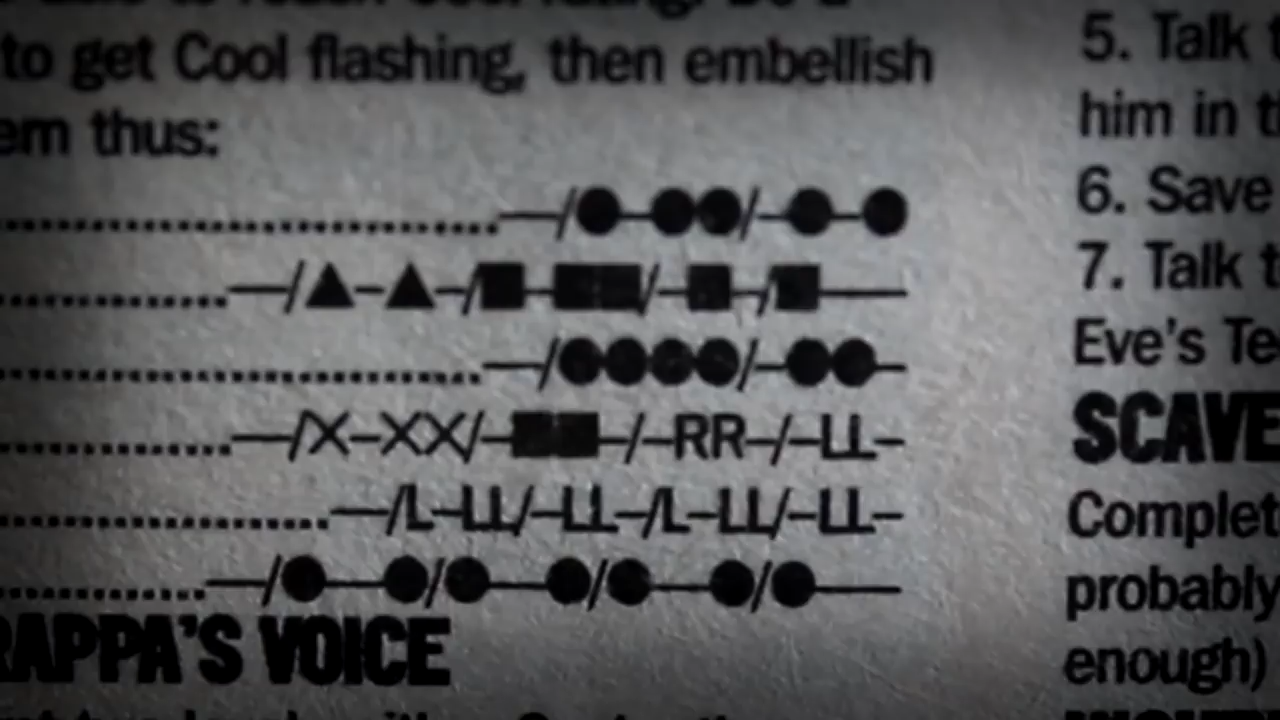 to get Cool flashing, then embellish
em thus:
—/●–●●/–●–●
—/▲–▲–/■–■■/–■–/■——
—/●●●●/–●●–
—/X–XX/–■■–/–RR–/–LL–
—/L–LL/–LL–/L–LL/–LL–
—/●——●/●——●/●——●/●——
RAPPA'S VOICE
5. Talk
him in
6. Save
7. Talk
Eve's Te
SCAVE
Complet
probably
enough)